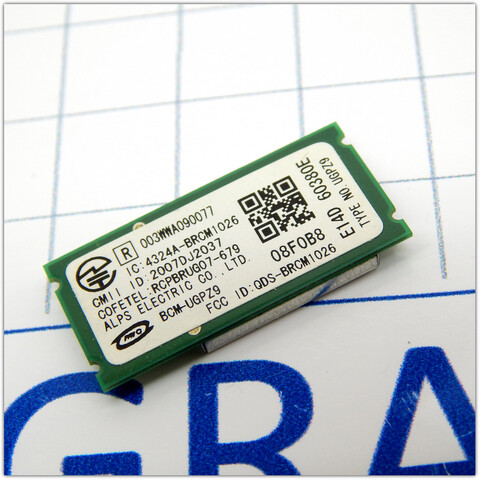 R 003WWA090077
IC:4324A-BRCM1026
CMII ID:2007DJ2037
COFETEL:RCPBRUG07-679
ALPS ELECTRIC CO.,LTD.
BCM-UGPZ9
FCC ID:QDS-BRCM1026
08F0B8
E14D 60380E
TYPE NO. UGPZ9
GRA